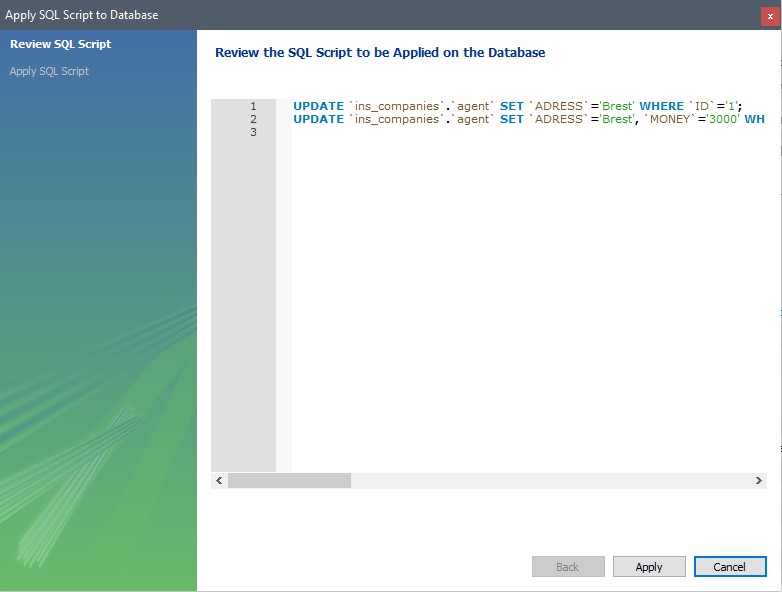 Apply SQL Script to Database
x
Review SQL Script
Apply SQL Script
Review the SQL Script to be Applied on the Database
1 UPDATE `ins_companies`.`agent` SET `ADRESS`='Brest' WHERE `ID`='1';
2 UPDATE `ins_companies`.`agent` SET `ADRESS`='Brest', `MONEY`='3000' WH
3
Back
Apply
Cancel